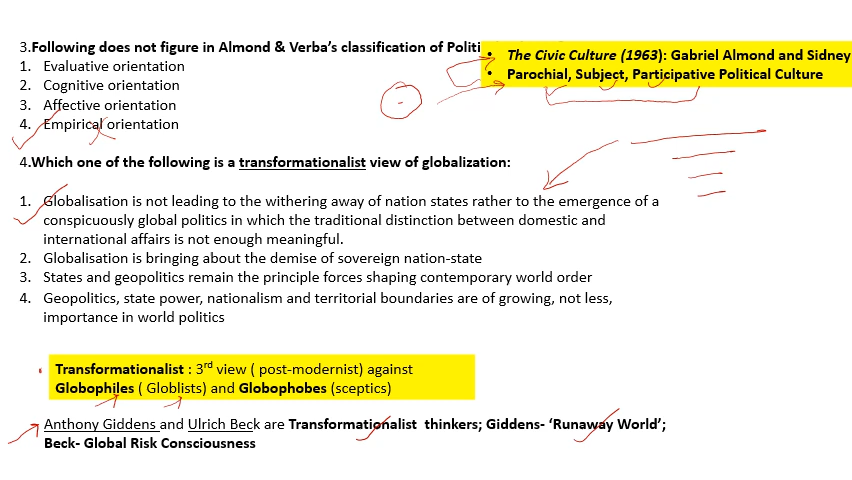 3.Following does not figure in Almond & Verba's classification of Politi
• The Civic Culture (1963): Gabriel Almond and Sidney
• Parochial, Subject, Participative Political Culture
1. Evaluative orientation
2. Cognitive orientation
3. Affective orientation
4. Empirical orientation
4.Which one of the following is a transformationalist view of globalization:
1. Globalisation is not leading to the withering away of nation states rather to the emergence of a
conspicuously global politics in which the traditional distinction between domestic and
international affairs is not enough meaningful.
2. Globalisation is bringing about the demise of sovereign nation-state
3. States and geopolitics remain the principle forces shaping contemporary world order
4. Geopolitics, state power, nationalism and territorial boundaries are of growing, not less,
importance in world politics
Transformationalist : 3rd view ( post-modernist) against
Globophiles ( Globlists) and Globophobes (sceptics)
Anthony Giddens and Ulrich Beck are Transformationalist thinkers; Giddens- 'Runaway World';
Beck- Global Risk Consciousness